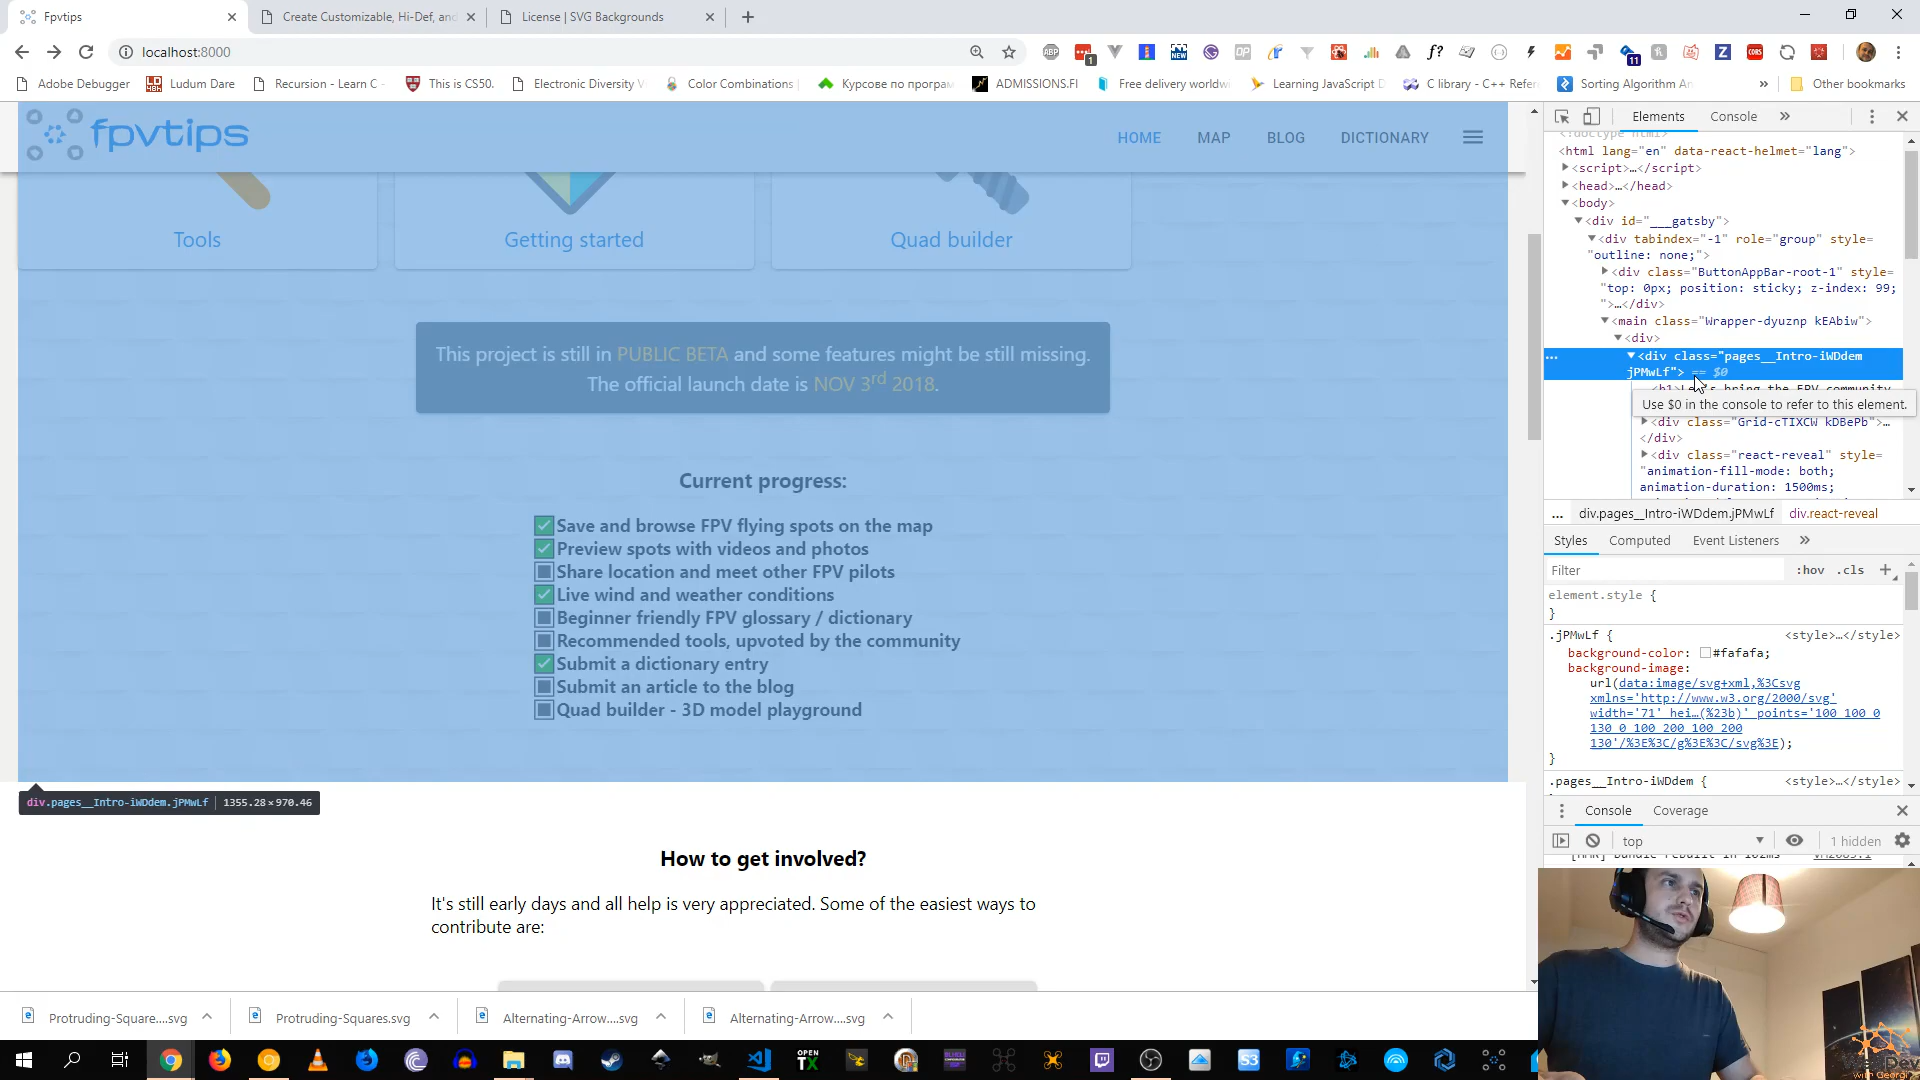 Fpvtips
Create Customizable, Hi-Def, and
License | SVG Backgrounds
localhost:8000
Adobe Debugger
Ludum Dare
Recursion - Learn C -
This is CS50.
Electronic Diversity V
Color Combinations
Курсове по програм
ADMISSIONS.FI
Free delivery worldwi
Learning JavaScript D
C library - C++ Refer
Sorting Algorithm An
Other bookmarks
fpvtips
HOME
MAP
BLOG
DICTIONARY
Tools
Getting started
Quad builder
This project is still in PUBLIC BETA and some features might be still missing.
The official launch date is NOV 3rd 2018.
Current progress:
Save and browse FPV flying spots on the map
Preview spots with videos and photos
Share location and meet other FPV pilots
Live wind and weather conditions
Beginner friendly FPV glossary / dictionary
Recommended tools, upvoted by the community
Submit a dictionary entry
Submit an article to the blog
Quad builder - 3D model playground
div.pages__Intro-iWDdem.jPMwLf | 1355.28×970.46
How to get involved?
It's still early days and all help is very appreciated. Some of the easiest ways to
contribute are:
Elements
Console
<!doctype html>
<html lang="en" data-react-helmet="lang">
<script>…</script>
<head>…</head>
<body>
<div id="___gatsby">
<div tabindex="-1" role="group" style=
"outline: none;">
<div class="ButtonAppBar-root-1" style=
"top: 0px; position: sticky; z-index: 99;
">…</div>
<main class="Wrapper-dyuznp kEAbiw">
<div>
<div class="pages__Intro-iWDdem
jPMwLf"> == $0
Use $0 in the console to refer to this element.
<div class="Grid-cTIXCW kDBePb">…
</div>
<div class="react-reveal" style=
"animation-fill-mode: both;
animation-duration: 1500ms;
... div.pages__Intro-iWDdem.jPMwLf div.react-reveal
Styles
Computed
Event Listeners
Filter
:hov .cls +
element.style {
}
.jPMwLf { <style>…</style>
background-color: #fafafa;
background-image:
url(data:image/svg+xml,%3Csvg
xmlns='http://www.w3.org/2000/svg'
width='71' hei…(%23b)' points='100 100 0
130 0 100 200 100 200
130'/%3E%3C/g%3E%3C/svg%3E);
}
.pages__Intro-iWDdem { <style>…</style>
Console
Coverage
top
1 hidden
Protruding-Square....svg
Protruding-Squares.svg
Alternating-Arrow....svg
Alternating-Arrow....svg